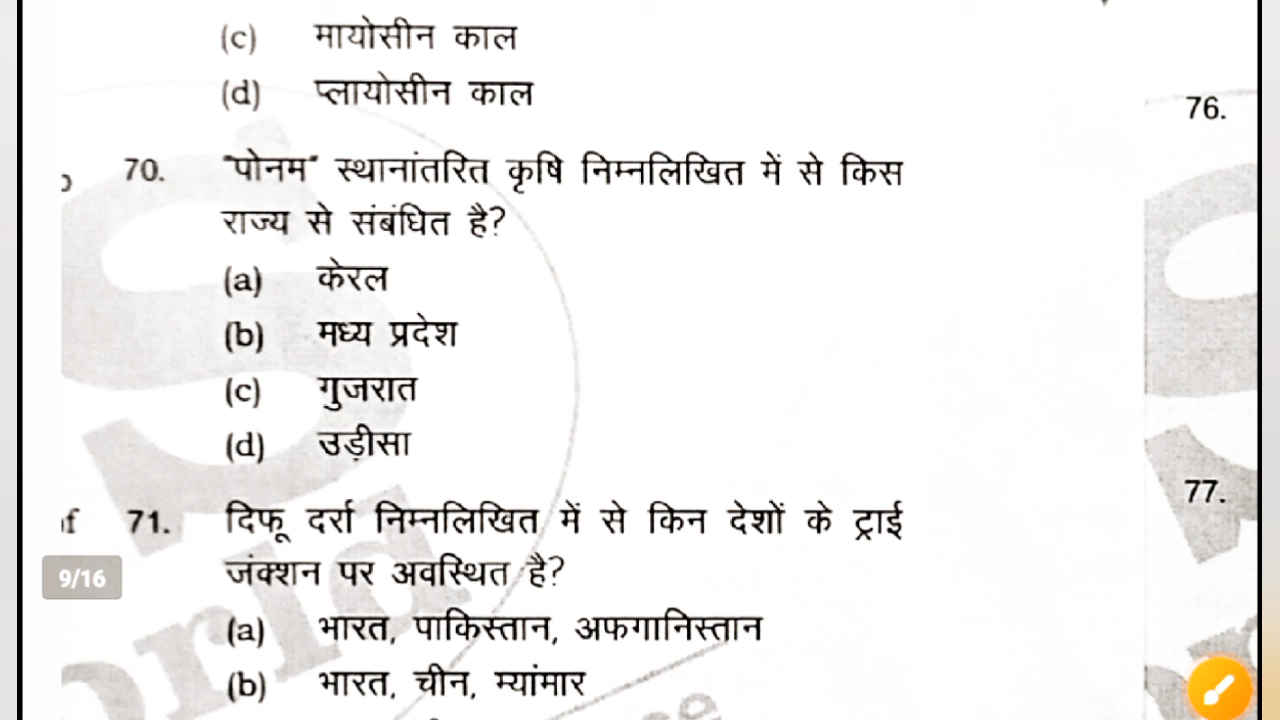 (c) मायोसीन काल
(d) प्लायोसीन काल
70. "पोनम" स्थानांतरित कृषि निम्नलिखित में से किस
राज्य से संबंधित है?
(a) केरल
(b) मध्य प्रदेश
(c) गुजरात
(d) उड़ीसा
71. दिफू दर्रा निम्नलिखित में से किन देशों के ट्राई
जंक्शन पर अवस्थित है?
(a) भारत, पाकिस्तान, अफगानिस्तान
(b) भारत, चीन, म्यांमार
9/16
76.
77.